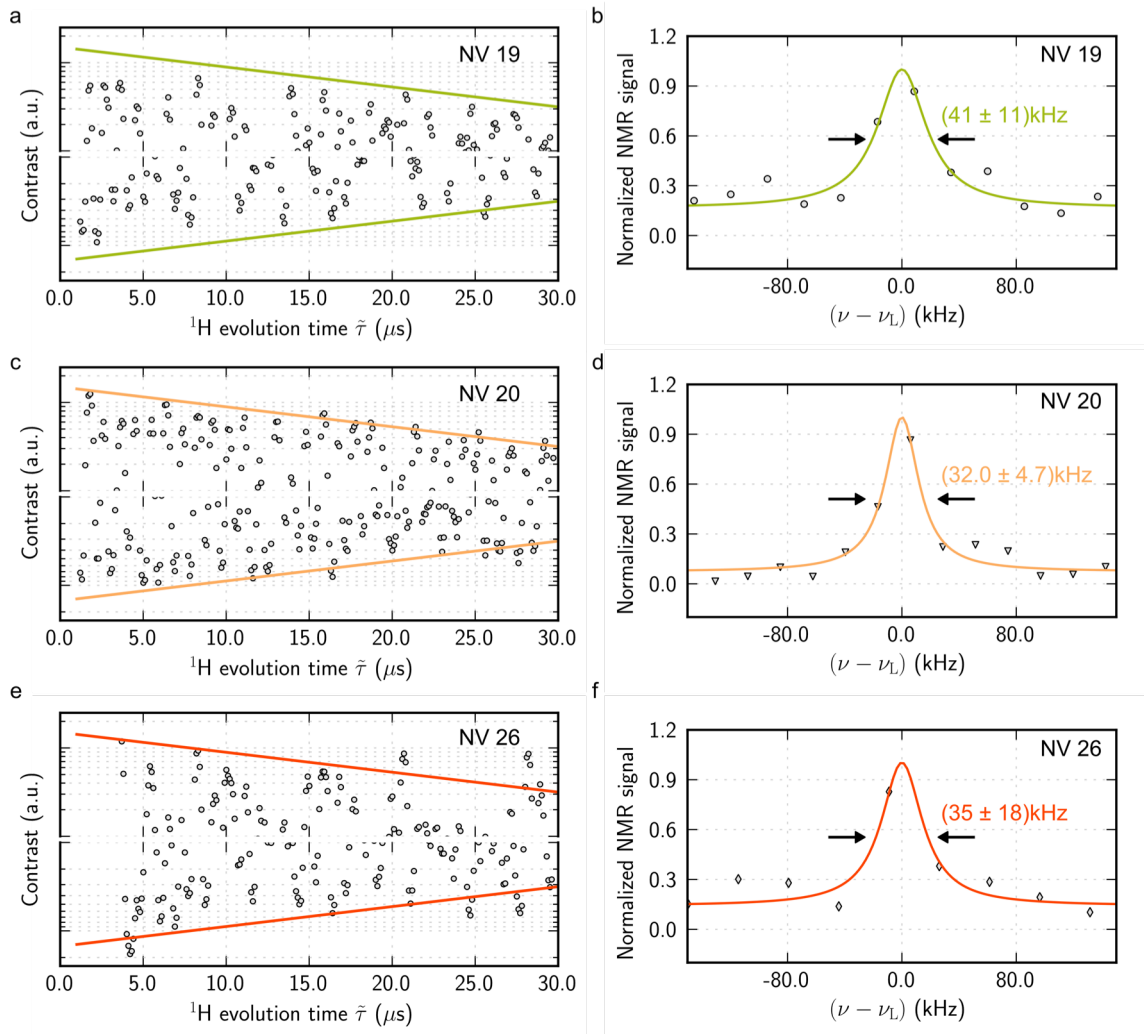 a
NV 19
Contrast (a.u.)
0.0 5.0 10.0 15.0 20.0 25.0 30.0
¹H evolution time τ̃ (μs)
b
NV 19
Normalized NMR signal
1.2
0.9
0.6
0.3
0.0
(41 ± 11)kHz
-80.0 0.0 80.0
(ν − ν_L) (kHz)
c
NV 20
Contrast (a.u.)
0.0 5.0 10.0 15.0 20.0 25.0 30.0
¹H evolution time τ̃ (μs)
d
NV 20
Normalized NMR signal
1.2
0.9
0.6
0.3
0.0
(32.0 ± 4.7)kHz
-80.0 0.0 80.0
(ν − ν_L) (kHz)
e
NV 26
Contrast (a.u.)
0.0 5.0 10.0 15.0 20.0 25.0 30.0
¹H evolution time τ̃ (μs)
f
NV 26
Normalized NMR signal
1.2
0.9
0.6
0.3
0.0
(35 ± 18)kHz
-80.0 0.0 80.0
(ν − ν_L) (kHz)